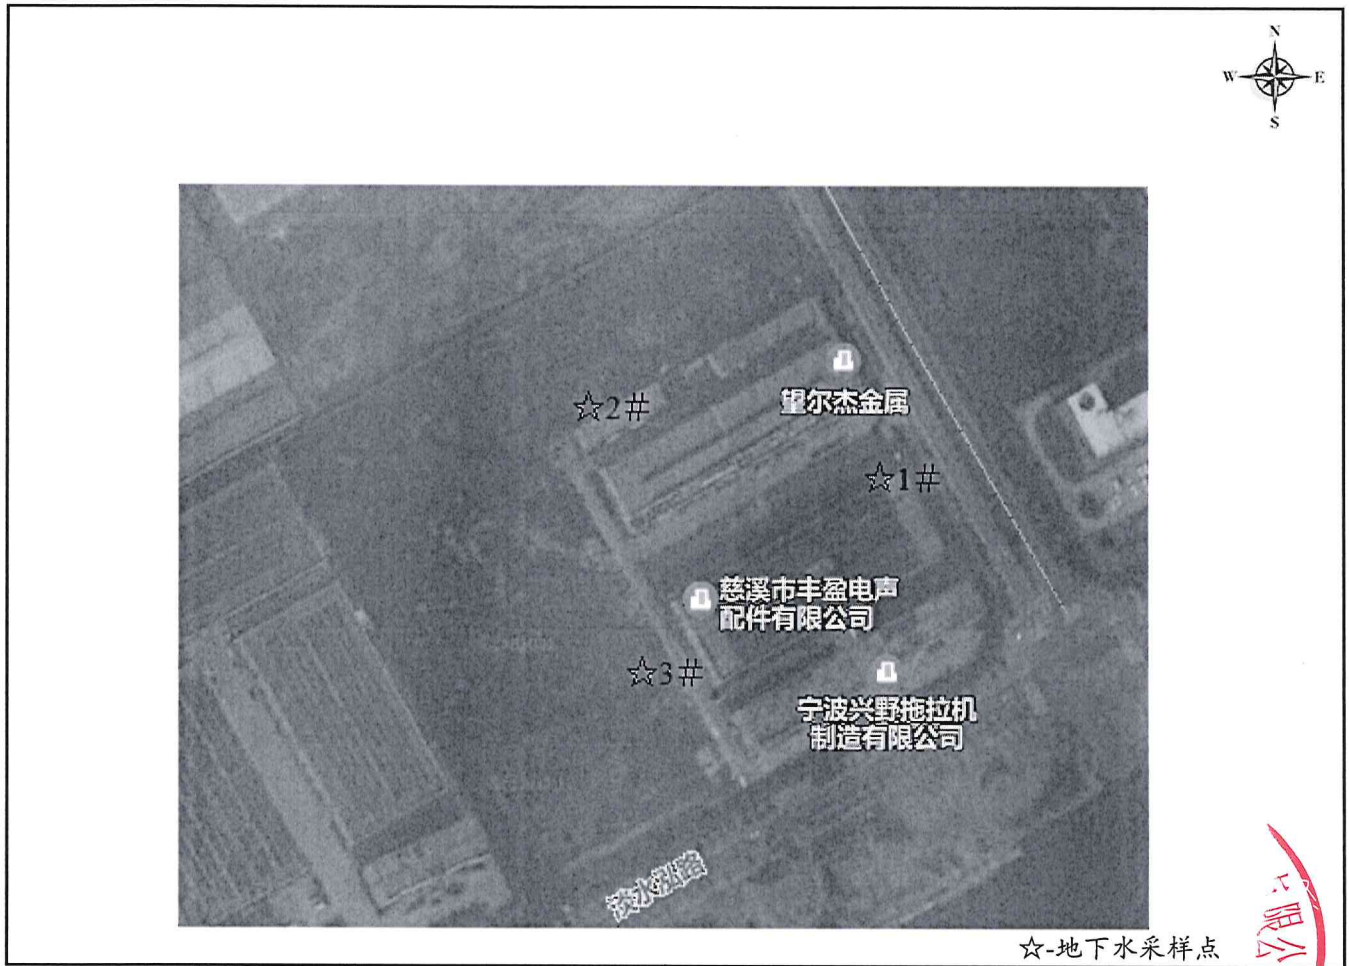 N
W E
S
望尔杰金属
☆2#
☆1#
慈溪市丰盈电声
配件有限公司
☆3#
宁波兴野拖拉机
制造有限公司
淡水泓路
☆-地下水采样点
限公